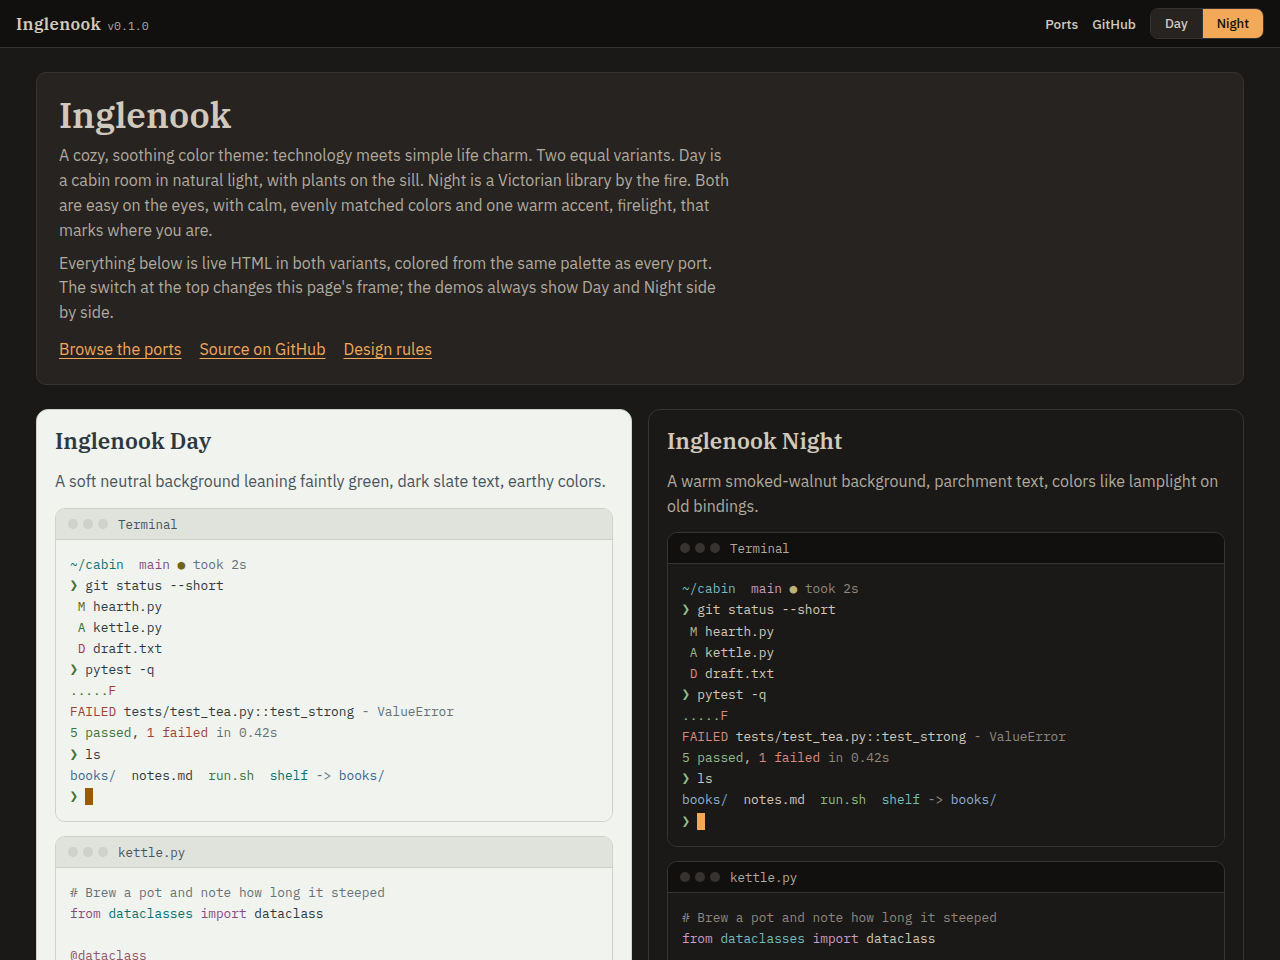 Inglenook v0.1.0
Ports GitHub Day Night
Inglenook
A cozy, soothing color theme: technology meets simple life charm. Two equal variants. Day is
a cabin room in natural light, with plants on the sill. Night is a Victorian library by the fire. Both
are easy on the eyes, with calm, evenly matched colors and one warm accent, firelight, that
marks where you are.
Everything below is live HTML in both variants, colored from the same palette as every port.
The switch at the top changes this page's frame; the demos always show Day and Night side
by side.
Browse the ports Source on GitHub Design rules
Inglenook Day
A soft neutral background leaning faintly green, dark slate text, earthy colors.
Terminal
~/cabin  main ● took 2s
❯ git status --short
 M hearth.py
 A kettle.py
 D draft.txt
❯ pytest -q
.....F
FAILED tests/test_tea.py::test_strong - ValueError
5 passed, 1 failed in 0.42s
❯ ls
books/  notes.md  run.sh  shelf -> books/
❯
kettle.py
# Brew a pot and note how long it steeped
from dataclasses import dataclass
@dataclass
Inglenook Night
A warm smoked-walnut background, parchment text, colors like lamplight on
old bindings.
Terminal
~/cabin  main ● took 2s
❯ git status --short
 M hearth.py
 A kettle.py
 D draft.txt
❯ pytest -q
.....F
FAILED tests/test_tea.py::test_strong - ValueError
5 passed, 1 failed in 0.42s
❯ ls
books/  notes.md  run.sh  shelf -> books/
❯
kettle.py
# Brew a pot and note how long it steeped
from dataclasses import dataclass